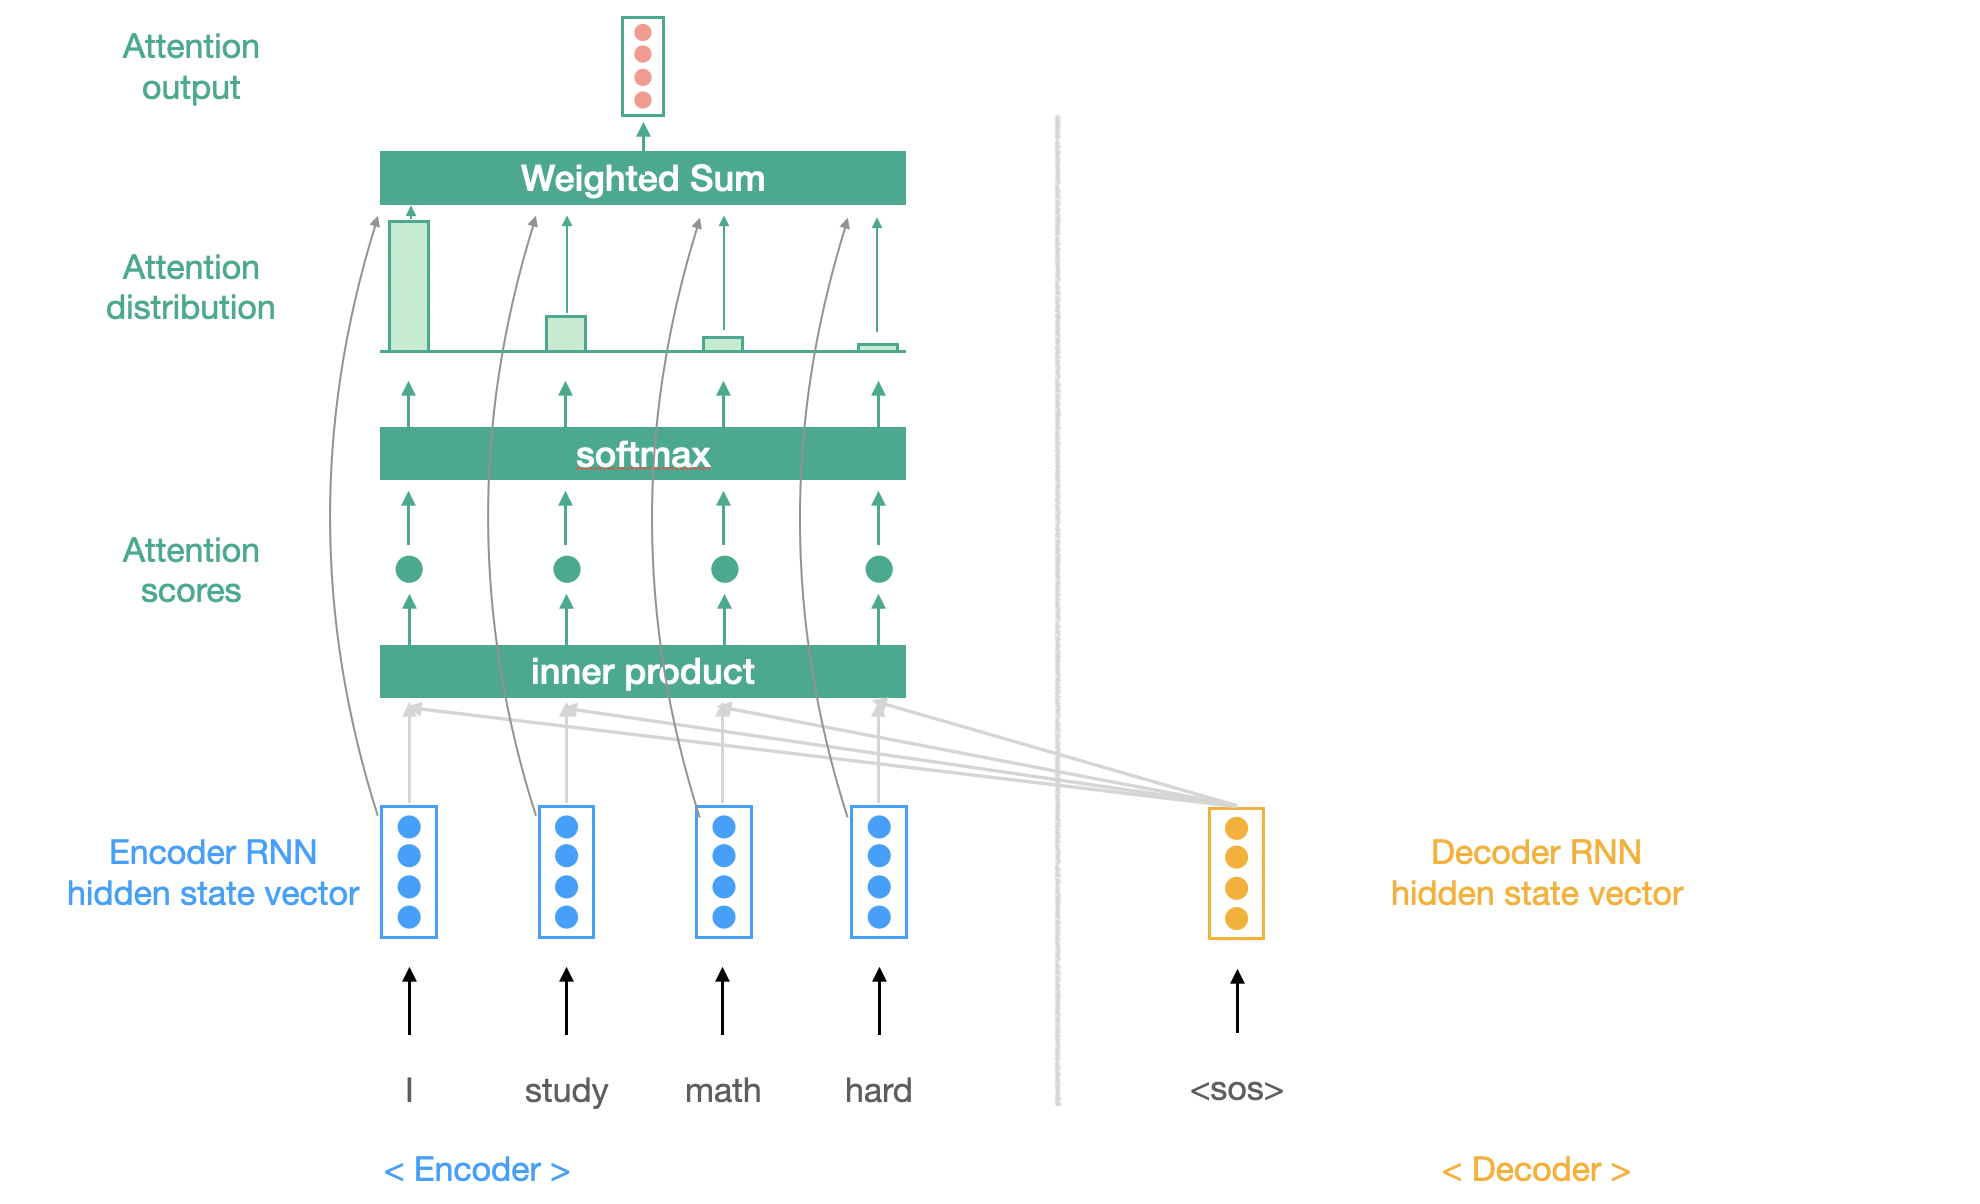 Attention
output
Weighted Sum
Attention
distribution
softmax
Attention
scores
inner product
Encoder RNN
hidden state vector
Decoder RNN
hidden state vector
I
study
math
hard
<sos>
< Encoder >
< Decoder >